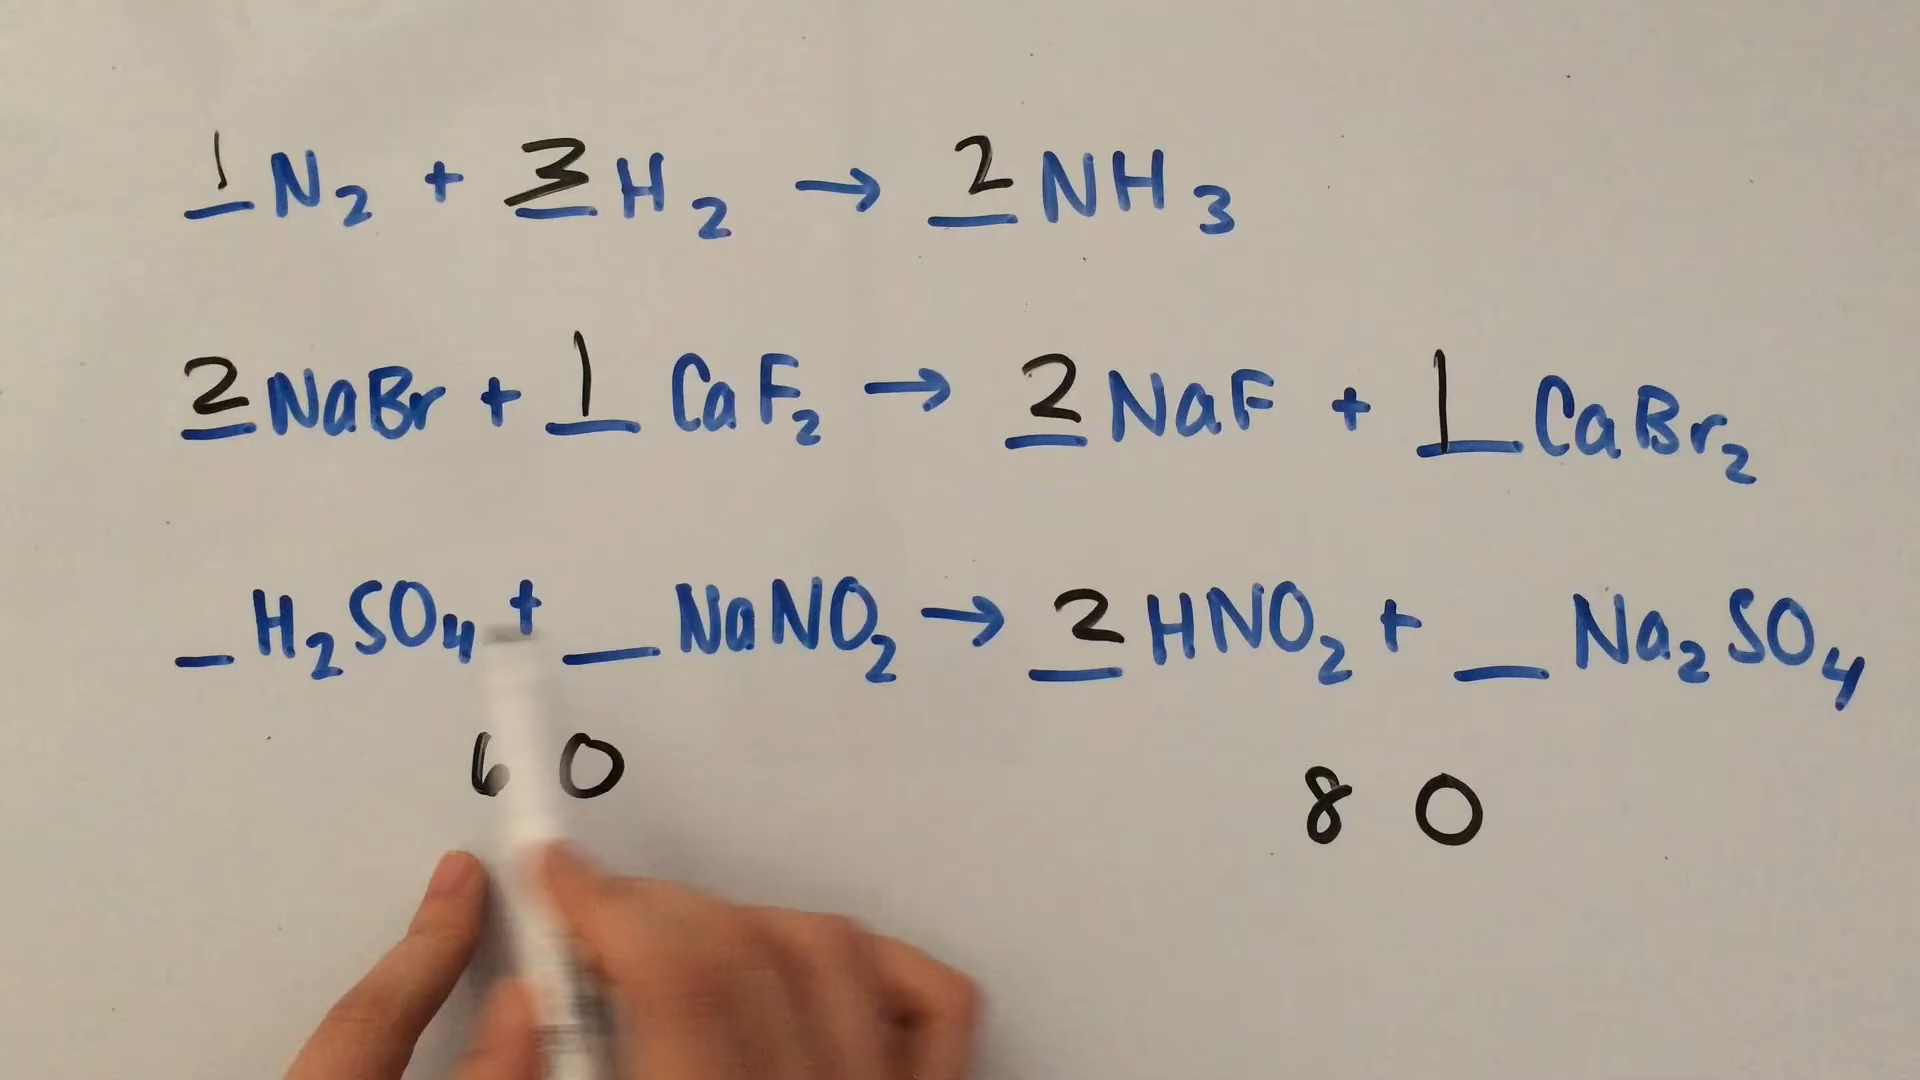 1 N₂ + 3 H₂ → 2 NH₃
2 NaBr + 1 CaF₂ → 2 NaF + 1 CaBr₂
_ H₂SO₄ + _ NaNO₂ → 2 HNO₂ + _ Na₂SO₄
6 O 8 O